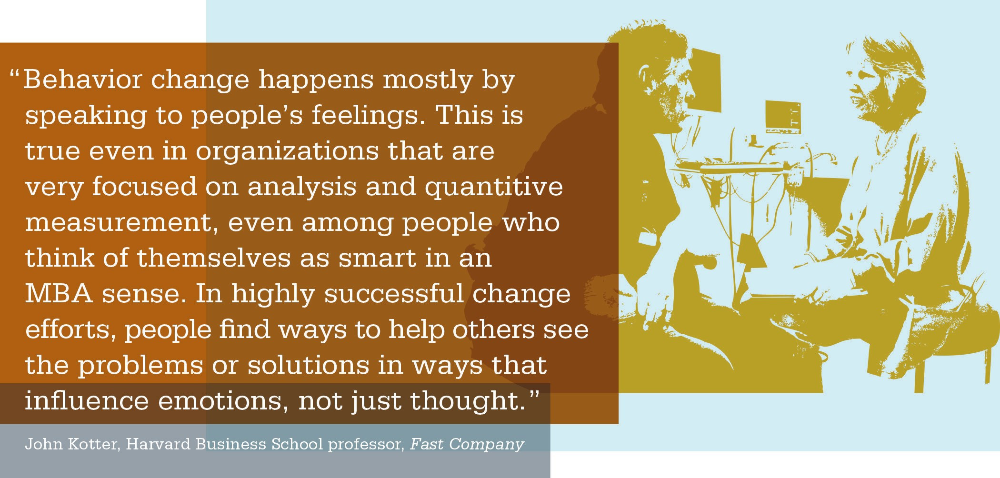 “Behavior change happens mostly by
speaking to people’s feelings. This is
true even in organizations that are
very focused on analysis and quantitive
measurement, even among people who
think of themselves as smart in an
MBA sense. In highly successful change
efforts, people find ways to help others see
the problems or solutions in ways that
influence emotions, not just thought.”
John Kotter, Harvard Business School professor, Fast Company